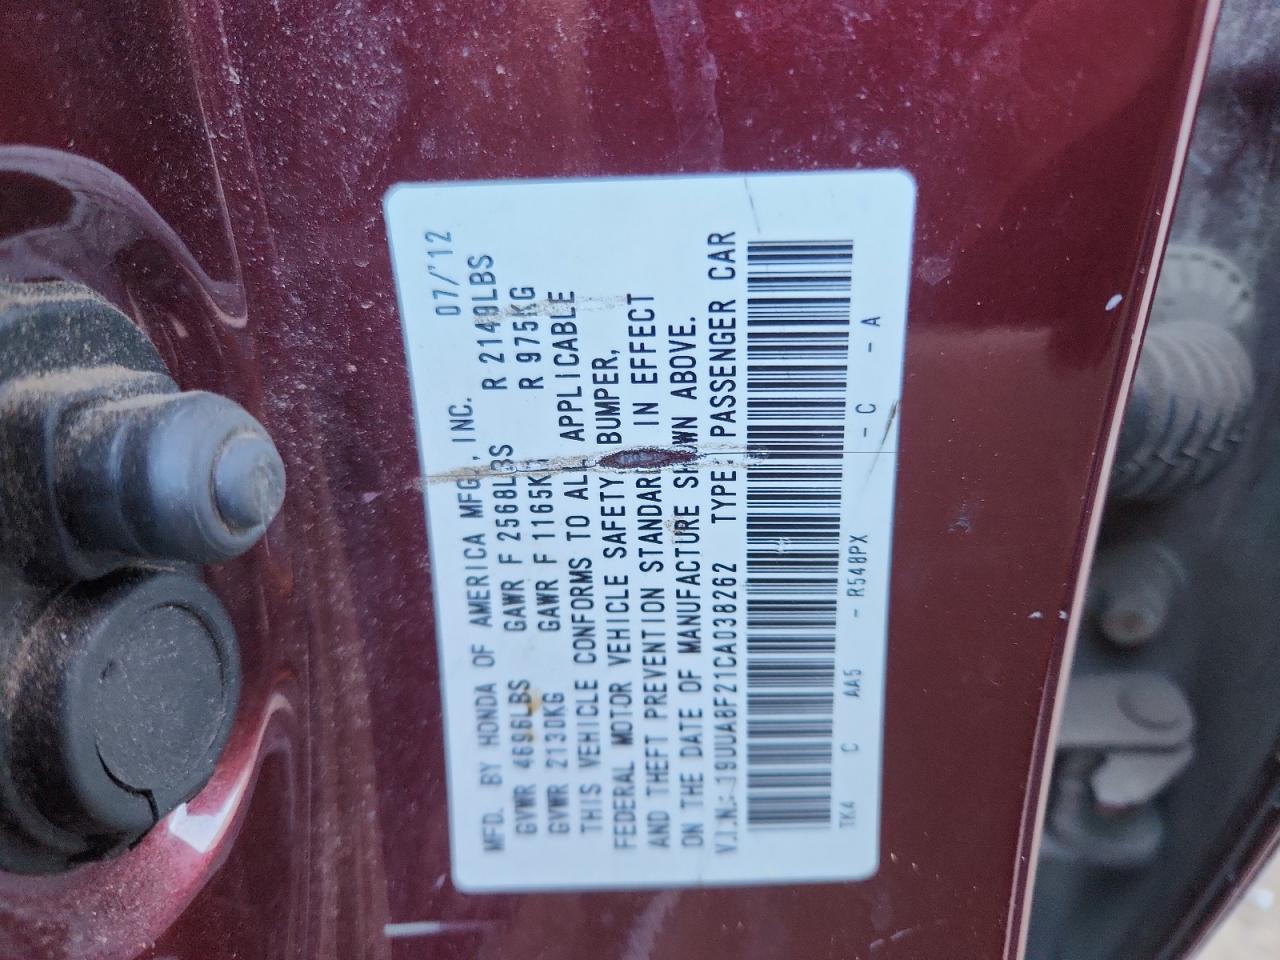 MFD. BY HONDA OF AMERICA MFG., INC. 07/'12
GVWR 4696LBS GAWR F 2568LBS R 2149LBS
GVWR 2130KG GAWR F 1165KG R 975KG
THIS VEHICLE CONFORMS TO ALL APPLICABLE
FEDERAL MOTOR VEHICLE SAFETY, BUMPER,
AND THEFT PREVENTION STANDARDS IN EFFECT
ON THE DATE OF MANUFACTURE SHOWN ABOVE.
V.I.N.: 19UUA8F21CA038262 TYPE: PASSENGER CAR
TK4 C AA5 - R548PX - C - A